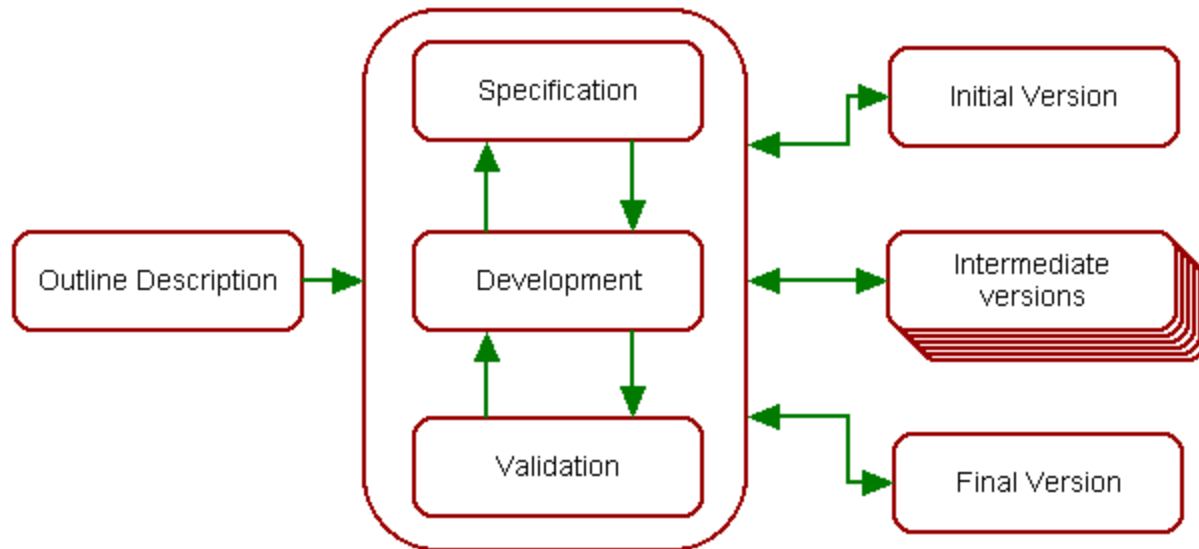 Specification
Initial Version
Outline Description
Development
Intermediate
versions
Validation
Final Version